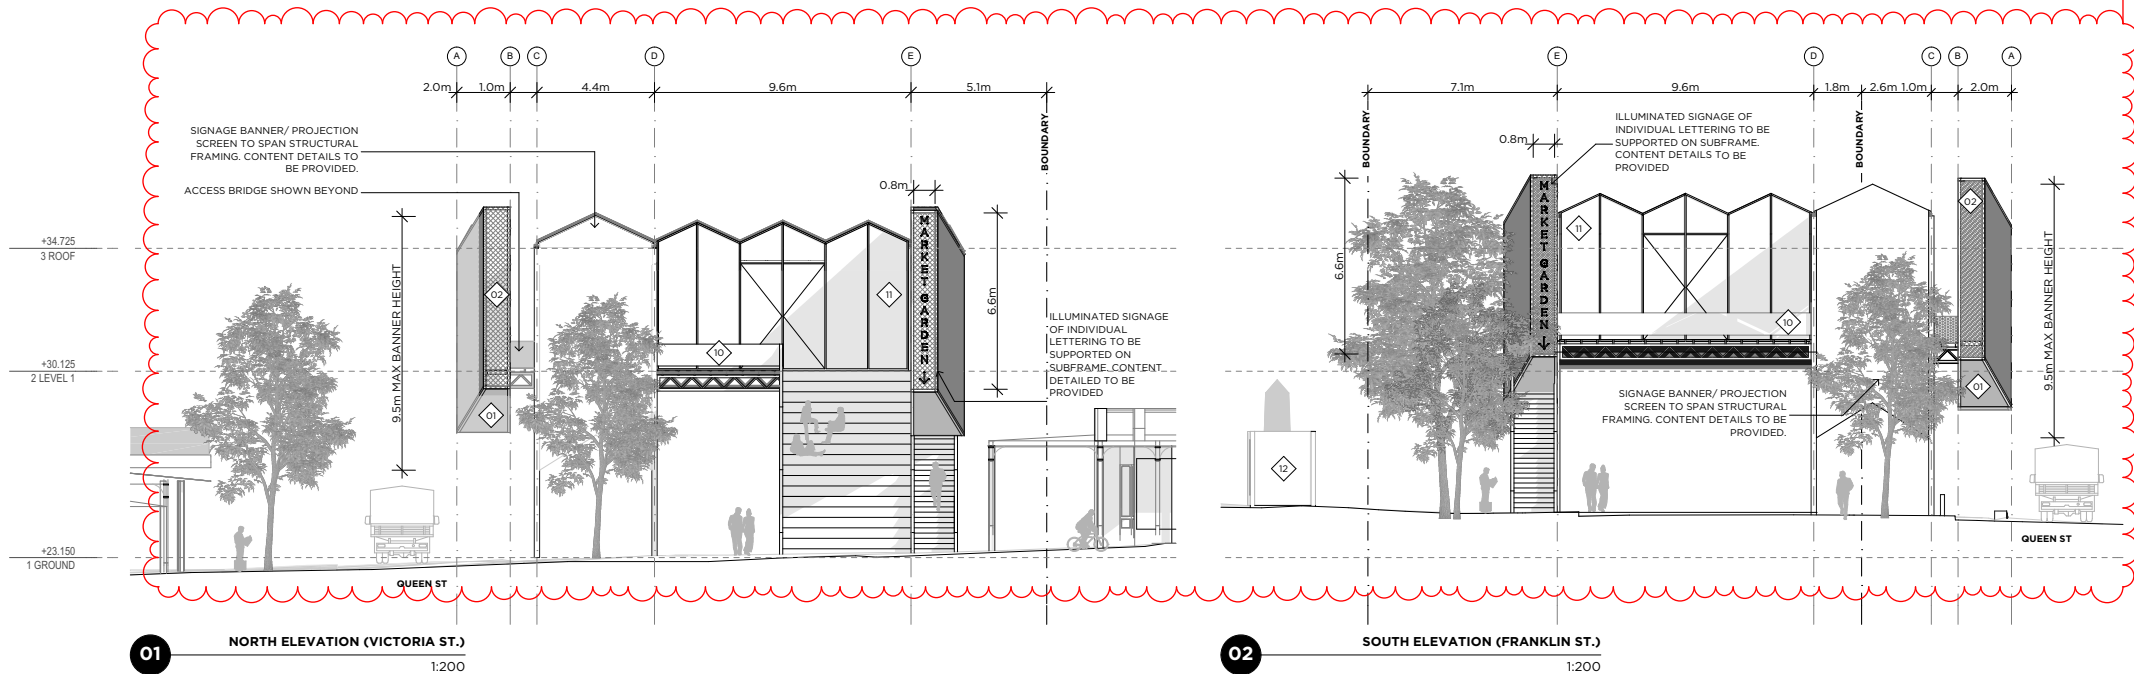 A B C D E
2.0m 1.0m 4.4m 9.6m 5.1m
BOUNDARY
SIGNAGE BANNER/ PROJECTION
SCREEN TO SPAN STRUCTURAL
FRAMING. CONTENT DETAILS TO
BE PROVIDED.
ACCESS BRIDGE SHOWN BEYOND
0.8m
+34.725
3 ROOF
+30.125
2 LEVEL 1
+23.150
1 GROUND
9.5m MAX BANNER HEIGHT
02
01
10
11
MARKET GARDEN
6.6m
ILLUMINATED SIGNAGE
OF INDIVIDUAL
LETTERING TO BE
SUPPORTED ON
SUBFRAME. CONTENT
DETAILED TO BE
PROVIDED
QUEEN ST
01
NORTH ELEVATION (VICTORIA ST.)
1:200
E D C B A
7.1m 9.6m 1.8m 2.6m 1.0m 2.0m
BOUNDARY
BOUNDARY
0.8m
ILLUMINATED SIGNAGE OF
INDIVIDUAL LETTERING TO BE
SUPPORTED ON SUBFRAME.
CONTENT DETAILS TO BE
PROVIDED
6.6m
MARKET GARDEN
11
10
02
01
12
9.5m MAX BANNER HEIGHT
SIGNAGE BANNER/ PROJECTION
SCREEN TO SPAN STRUCTURAL
FRAMING. CONTENT DETAILS TO BE
PROVIDED.
QUEEN ST
02
SOUTH ELEVATION (FRANKLIN ST.)
1:200